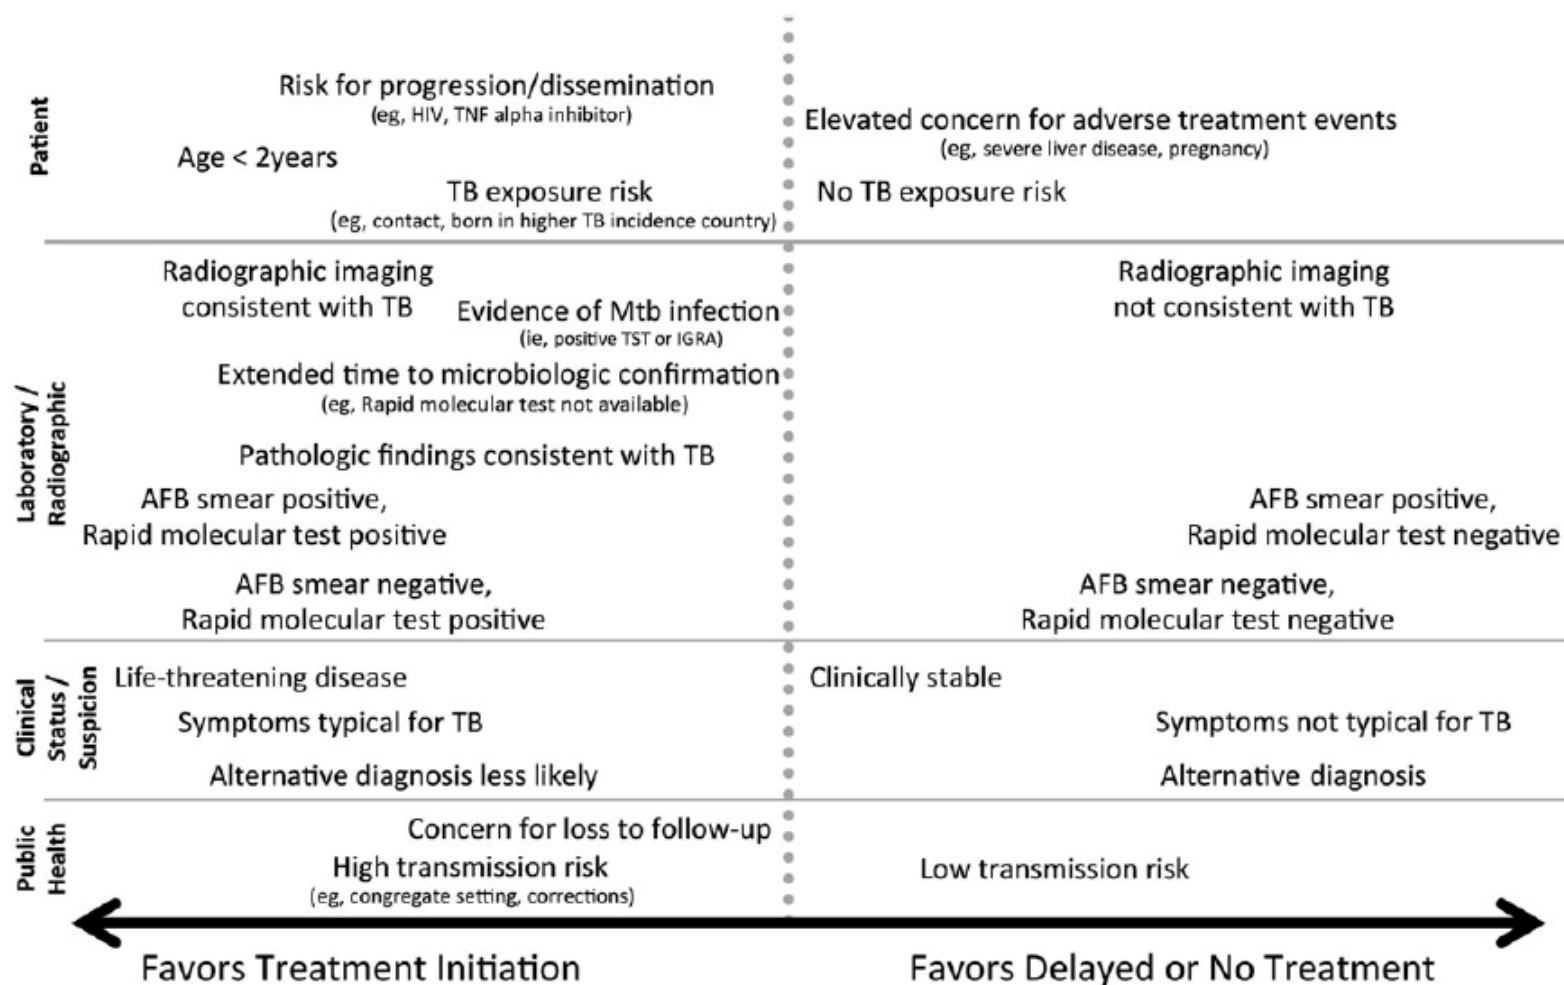 Patient
Risk for progression/dissemination
(eg, HIV, TNF alpha inhibitor)
Age < 2years
TB exposure risk
(eg, contact, born in higher TB incidence country)
Elevated concern for adverse treatment events
(eg, severe liver disease, pregnancy)
No TB exposure risk
Laboratory /
Radiographic
Radiographic imaging
consistent with TB
Evidence of Mtb infection
(ie, positive TST or IGRA)
Extended time to microbiologic confirmation
(eg, Rapid molecular test not available)
Pathologic findings consistent with TB
AFB smear positive,
Rapid molecular test positive
AFB smear negative,
Rapid molecular test positive
Radiographic imaging
not consistent with TB
AFB smear positive,
Rapid molecular test negative
AFB smear negative,
Rapid molecular test negative
Clinical
Status /
Suspicion
Life-threatening disease
Symptoms typical for TB
Alternative diagnosis less likely
Clinically stable
Symptoms not typical for TB
Alternative diagnosis
Public
Health
Concern for loss to follow-up
High transmission risk
(eg, congregate setting, corrections)
Low transmission risk
Favors Treatment Initiation
Favors Delayed or No Treatment